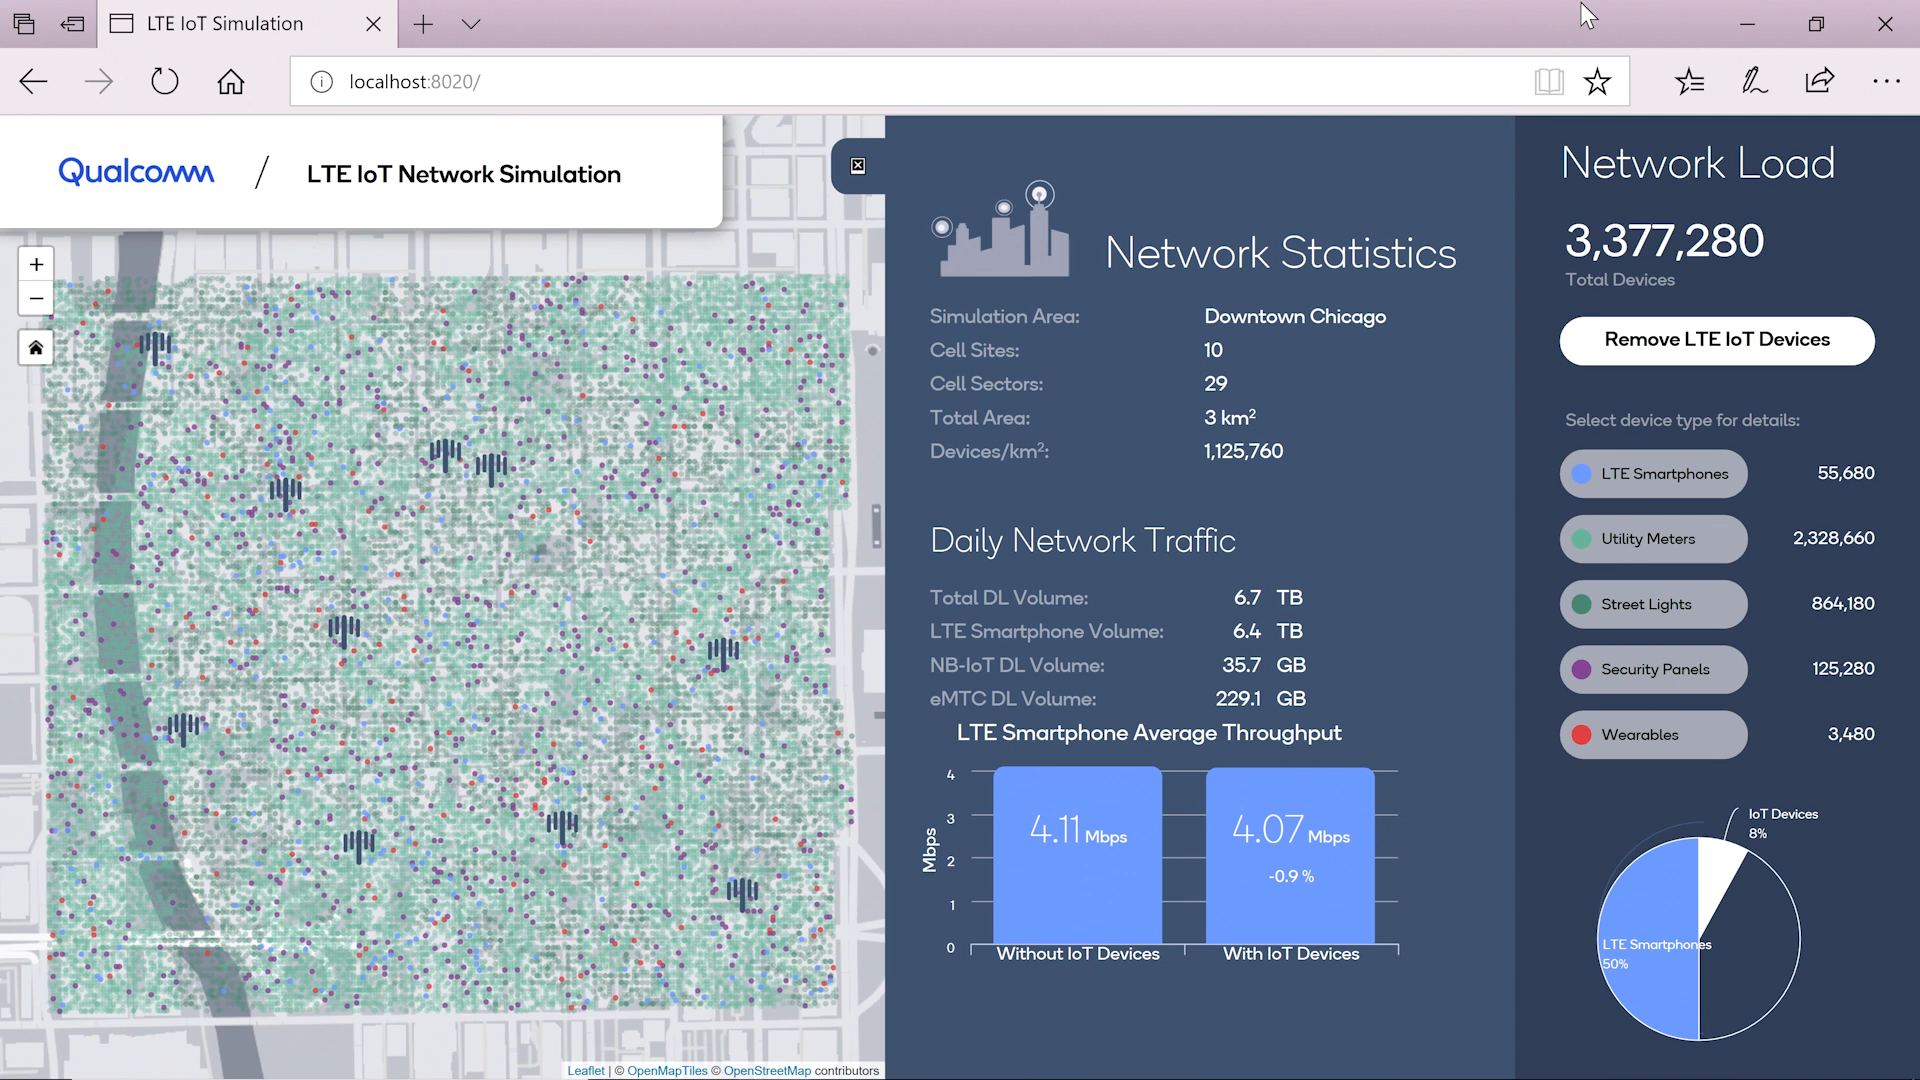 LTE IoT Simulation
localhost:8020/
Qualcomm / LTE IoT Network Simulation
+
−
Network Statistics
Simulation Area: Downtown Chicago
Cell Sites: 10
Cell Sectors: 29
Total Area: 3 km²
Devices/km²: 1,125,760
Daily Network Traffic
Total DL Volume: 6.7 TB
LTE Smartphone Volume: 6.4 TB
NB-IoT DL Volume: 35.7 GB
eMTC DL Volume: 229.1 GB
LTE Smartphone Average Throughput
Mbps
4
3
2
1
0
4.11 Mbps
4.07 Mbps
-0.9 %
Without IoT Devices
With IoT Devices
Network Load
3,377,280
Total Devices
Remove LTE IoT Devices
Select device type for details:
LTE Smartphones 55,680
Utility Meters 2,328,660
Street Lights 864,180
Security Panels 125,280
Wearables 3,480
IoT Devices
8%
LTE Smartphones
50%
Leaflet | © OpenMapTiles © OpenStreetMap contributors